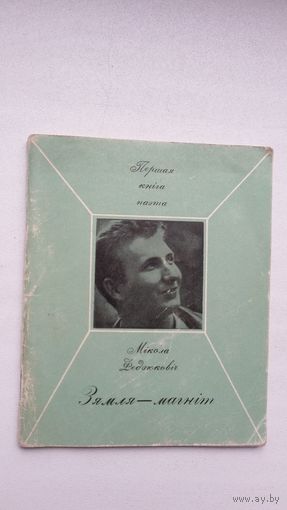 Першая
кніга
паэта
Мікола
Федзюковіч
Зямля — магніт
www.ay.by